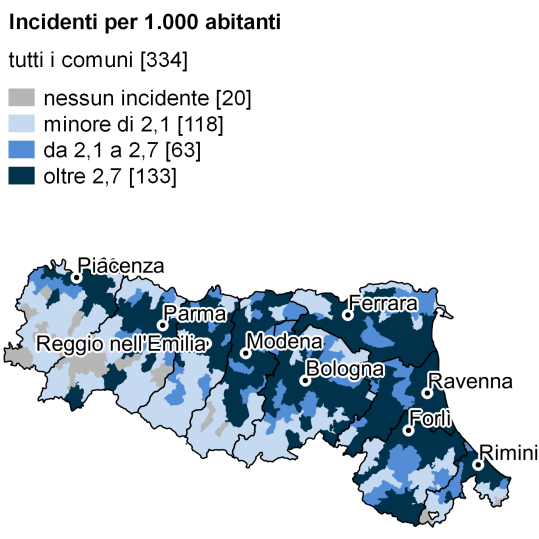 Incidenti per 1.000 abitanti
tutti i comuni [334]
nessun incidente [20]
minore di 2,1 [118]
da 2,1 a 2,7 [63]
oltre 2,7 [133]
Piacenza
Ferrara
Parma
Reggio nell'Emilia
Modena
Bologna
Ravenna
Forlì
Rimini